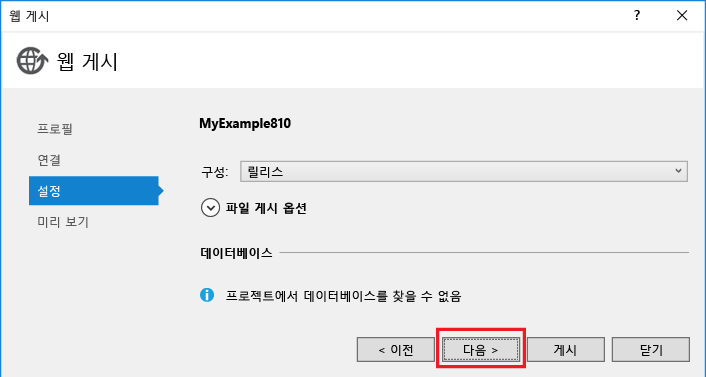 웹 게시
?
웹 게시
프로필
연결
설정
미리 보기
MyExample810
구성: 릴리스
파일 게시 옵션
데이터베이스
프로젝트에서 데이터베이스를 찾을 수 없음
< 이전 다음 > 게시 닫기